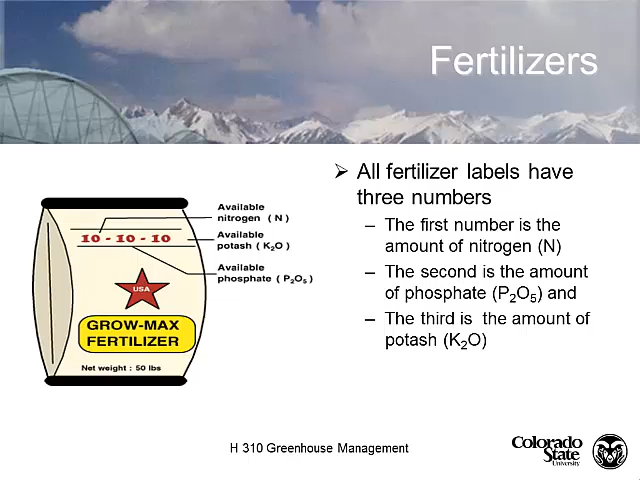 Fertilizers
➢ All fertilizer labels have
three numbers
– The first number is the
amount of nitrogen (N)
– The second is the amount
of phosphate (P₂O₅) and
– The third is the amount of
potash (K₂O)
Available
nitrogen ( N )
Available
potash ( K₂O )
Available
phosphate ( P₂O₅ )
10 - 10 - 10
USA
GROW-MAX
FERTILIZER
Net weight : 50 lbs
H 310 Greenhouse Management
Colorado
State
University